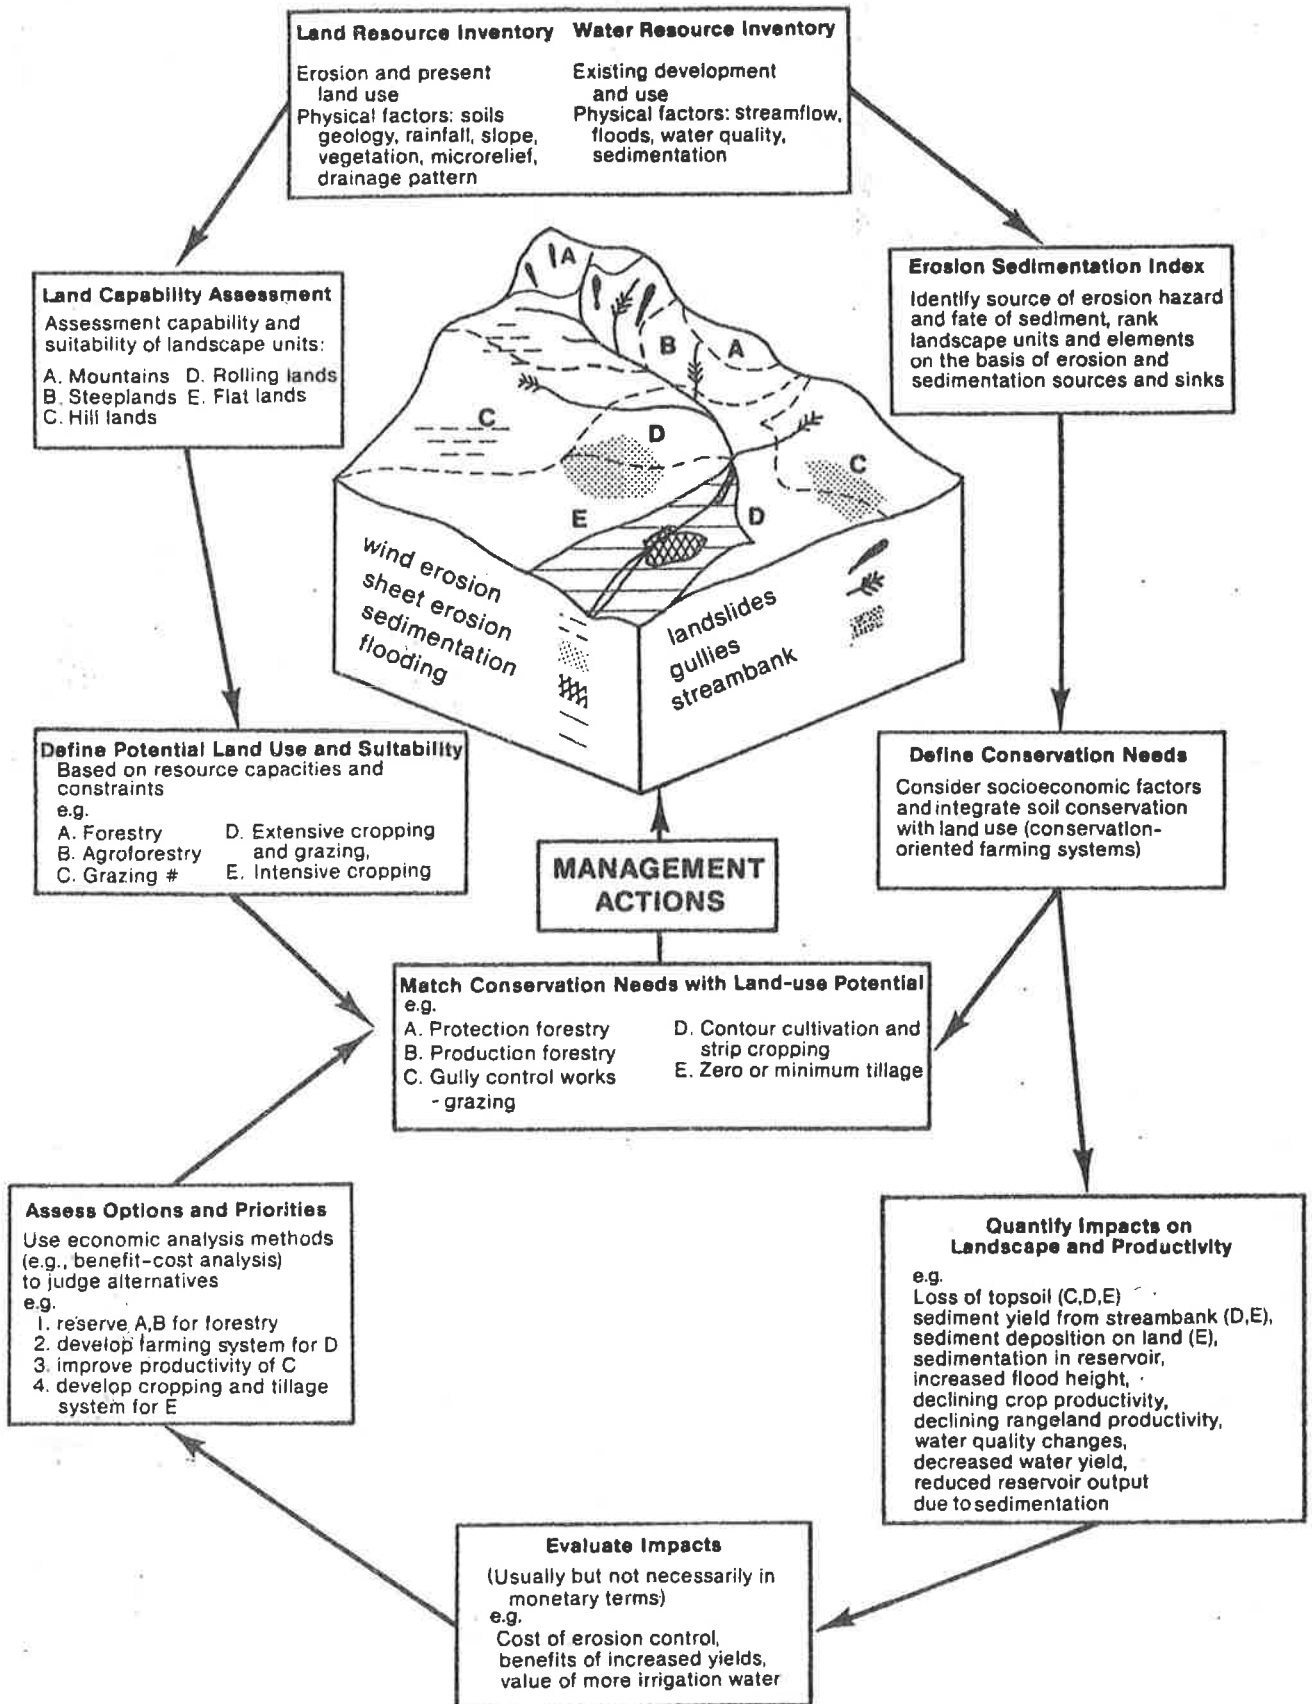 Land Resource Inventory
Erosion and present
land use
Physical factors: soils
geology, rainfall, slope,
vegetation, microrelief,
drainage pattern
Water Resource Inventory
Existing development
and use
Physical factors: streamflow,
floods, water quality,
sedimentation
Land Capability Assessment
Assessment capability and
suitability of landscape units:
A. Mountains D. Rolling lands
B. Steeplands E. Flat lands
C. Hill lands
Erosion Sedimentation Index
Identify source of erosion hazard
and fate of sediment, rank
landscape units and elements
on the basis of erosion and
sedimentation sources and sinks
A
B
A
C
D
C
E
D
wind erosion
sheet erosion
sedimentation
flooding
landslides
gullies
streambank
Define Potential Land Use and Suitability
Based on resource capacities and
constraints
e.g.
A. Forestry
B. Agroforestry
C. Grazing #
D. Extensive cropping
and grazing,
E. Intensive cropping
Define Conservation Needs
Consider socioeconomic factors
and integrate soil conservation
with land use (conservation-
oriented farming systems)
MANAGEMENT
ACTIONS
Match Conservation Needs with Land-use Potential
e.g.
A. Protection forestry
B. Production forestry
C. Gully control works
- grazing
D. Contour cultivation and
strip cropping
E. Zero or minimum tillage
Assess Options and Priorities
Use economic analysis methods
(e.g., benefit-cost analysis)
to judge alternatives
e.g.
1. reserve A,B for forestry
2. develop farming system for D
3. improve productivity of C
4. develop cropping and tillage
system for E
Quantify Impacts on
Landscape and Productivity
e.g.
Loss of topsoil (C,D,E)
sediment yield from streambank (D,E),
sediment deposition on land (E),
sedimentation in reservoir,
increased flood height,
declining crop productivity,
declining rangeland productivity,
water quality changes,
decreased water yield,
reduced reservoir output
due to sedimentation
Evaluate Impacts
(Usually but not necessarily in
monetary terms)
e.g.
Cost of erosion control,
benefits of increased yields,
value of more irrigation water